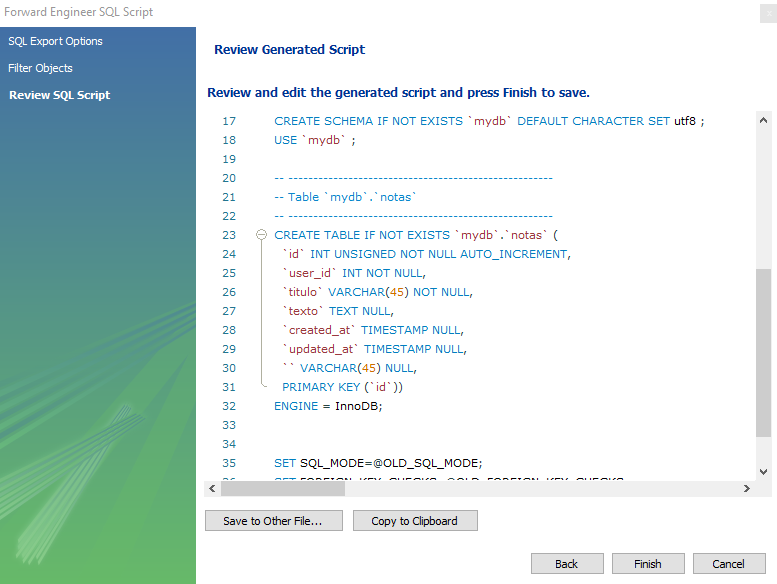 Forward Engineer SQL Script
SQL Export Options
Filter Objects
Review SQL Script
Review Generated Script
Review and edit the generated script and press Finish to save.
17 CREATE SCHEMA IF NOT EXISTS `mydb` DEFAULT CHARACTER SET utf8 ;
18 USE `mydb` ;
19
20 -- -----------------------------------------------------
21 -- Table `mydb`.`notas`
22 -- -----------------------------------------------------
23 CREATE TABLE IF NOT EXISTS `mydb`.`notas` (
24 `id` INT UNSIGNED NOT NULL AUTO_INCREMENT,
25 `user_id` INT NOT NULL,
26 `titulo` VARCHAR(45) NOT NULL,
27 `texto` TEXT NULL,
28 `created_at` TIMESTAMP NULL,
29 `updated_at` TIMESTAMP NULL,
30 `` VARCHAR(45) NULL,
31 PRIMARY KEY (`id`))
32 ENGINE = InnoDB;
33
34
35 SET SQL_MODE=@OLD_SQL_MODE;
36 SET FOREIGN_KEY_CHECKS=@OLD_FOREIGN_KEY_CHECKS
Save to Other File...
Copy to Clipboard
Back
Finish
Cancel